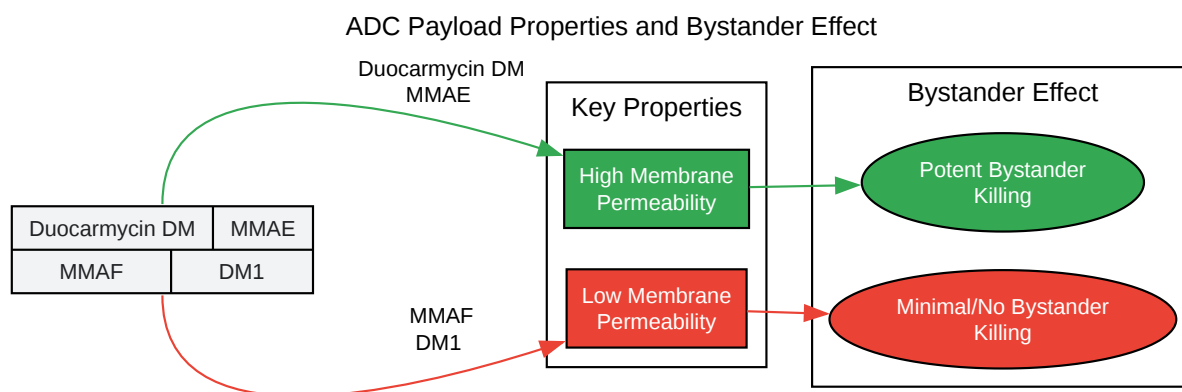 ADC Payload Properties and Bystander Effect
Duocarmycin DM
MMAE
Key Properties
Bystander Effect
High Membrane
Permeability
Potent Bystander
Killing
Duocarmycin DM
MMAE
MMAF
DM1
MMAF
DM1
Low Membrane
Permeability
Minimal/No Bystander
Killing